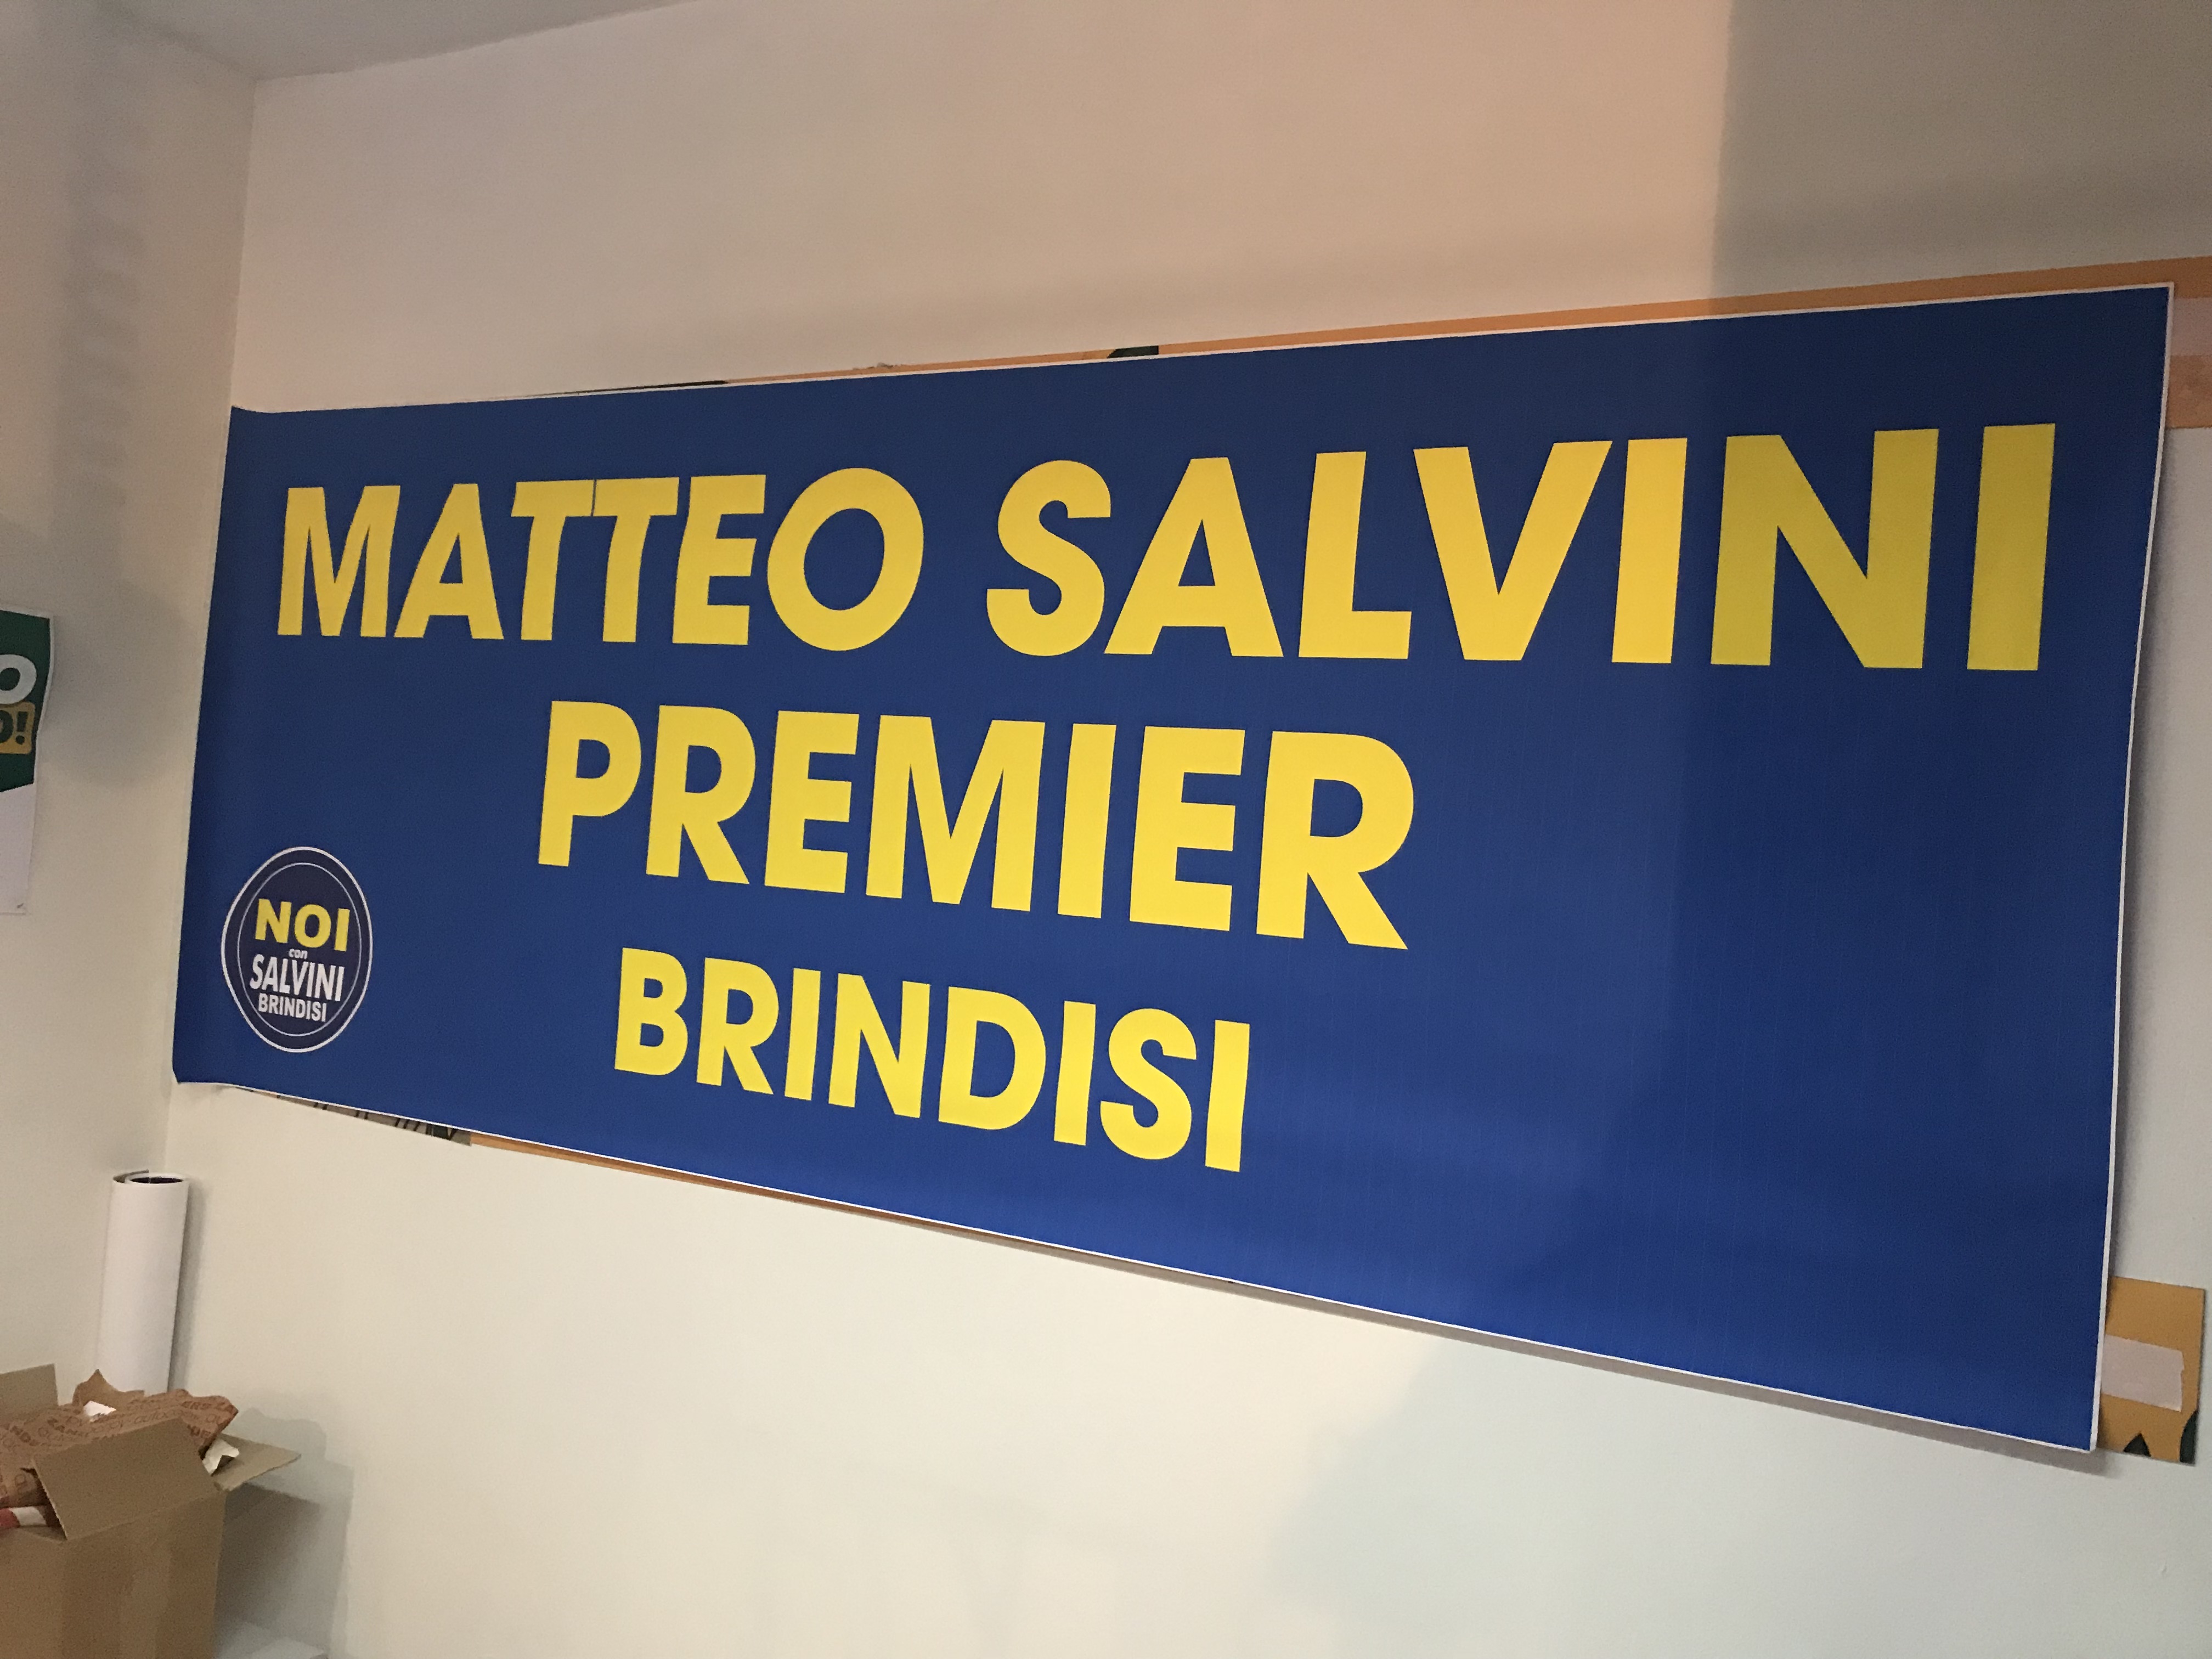 MATTEO SALVINI
PREMIER
BRINDISI
NOI
con
SALVINI
BRINDISI